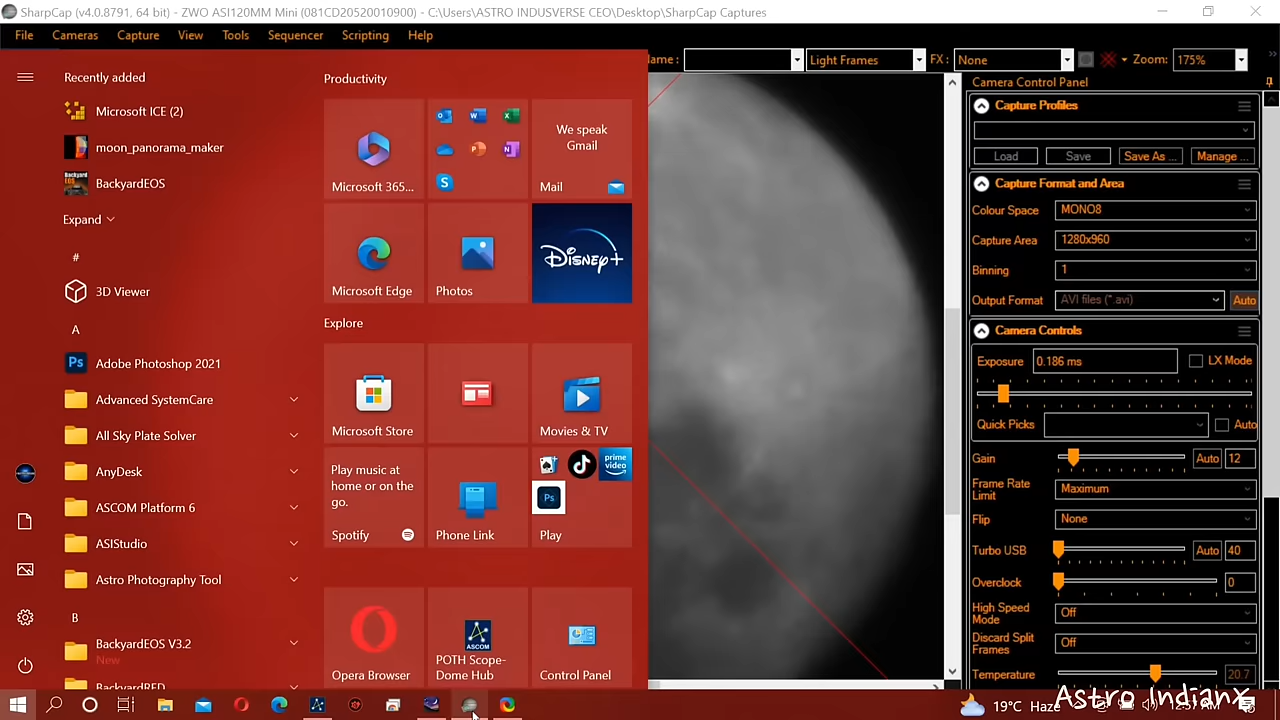 SharpCap (v4.0.8791, 64 bit) - ZWO ASI120MM Mini (081CD20520010900) - C:\Users\ASTRO INDUSVERSE CEO\Desktop\SharpCap Captures
File Cameras Capture View Tools Sequencer Scripting Help
ame : Light Frames FX : None Zoom: 175%
Recently added
Microsoft ICE (2)
moon_panorama_maker
BackyardEOS
Expand
#
3D Viewer
A
Adobe Photoshop 2021
Advanced SystemCare
All Sky Plate Solver
AnyDesk
ASCOM Platform 6
ASIStudio
Astro Photography Tool
B
BackyardEOS V3.2
New
BackyardRED
Productivity
Microsoft 365...
We speak
Gmail
Mail
Microsoft Edge
Photos
Disney+
Explore
Microsoft Store
Movies & TV
Play music at
home or on the
go.
Spotify
Phone Link
prime video
Ps
Play
Opera Browser
ASCOM
POTH Scope-
Dome Hub
Control Panel
Camera Control Panel
Capture Profiles
Load Save Save As ... Manage ...
Capture Format and Area
Colour Space MONO8
Capture Area 1280x960
Binning 1
Output Format AVI files (*.avi) Auto
Camera Controls
Exposure 0.186 ms LX Mode
Quick Picks Auto
Gain Auto 12
Frame Rate
Limit Maximum
Flip None
Turbo USB Auto 40
Overclock 0
High Speed
Mode Off
Discard Split
Frames Off
Temperature 20.7
Astro Indianx
19°C Haze